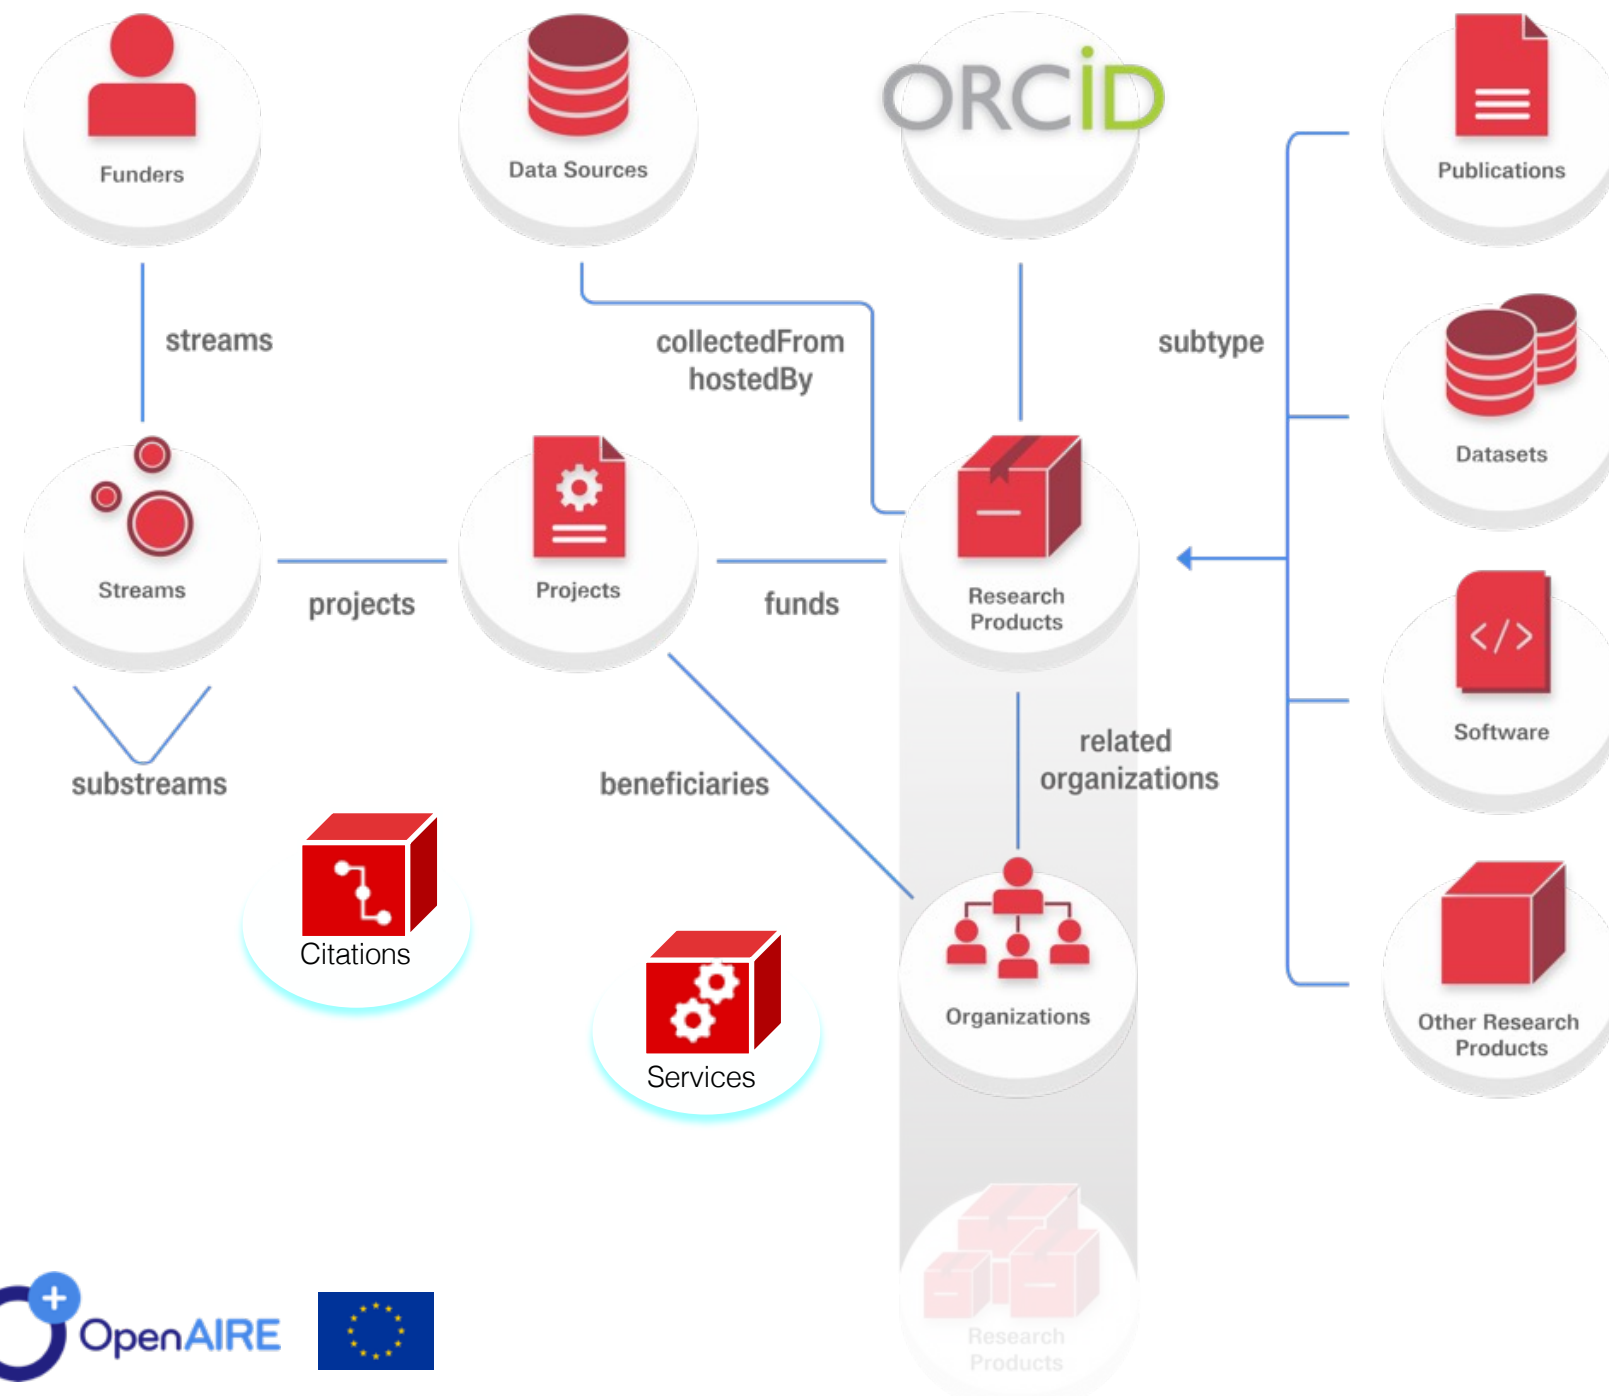 Funders
Data Sources
ORCiD
Publications
streams
collectedFrom
hostedBy
subtype
Datasets
Streams
projects
Projects
funds
Research
Products
Software
substreams
beneficiaries
related
organizations
Citations
Services
Organizations
Other Research
Products
Research
Products
OpenAIRE